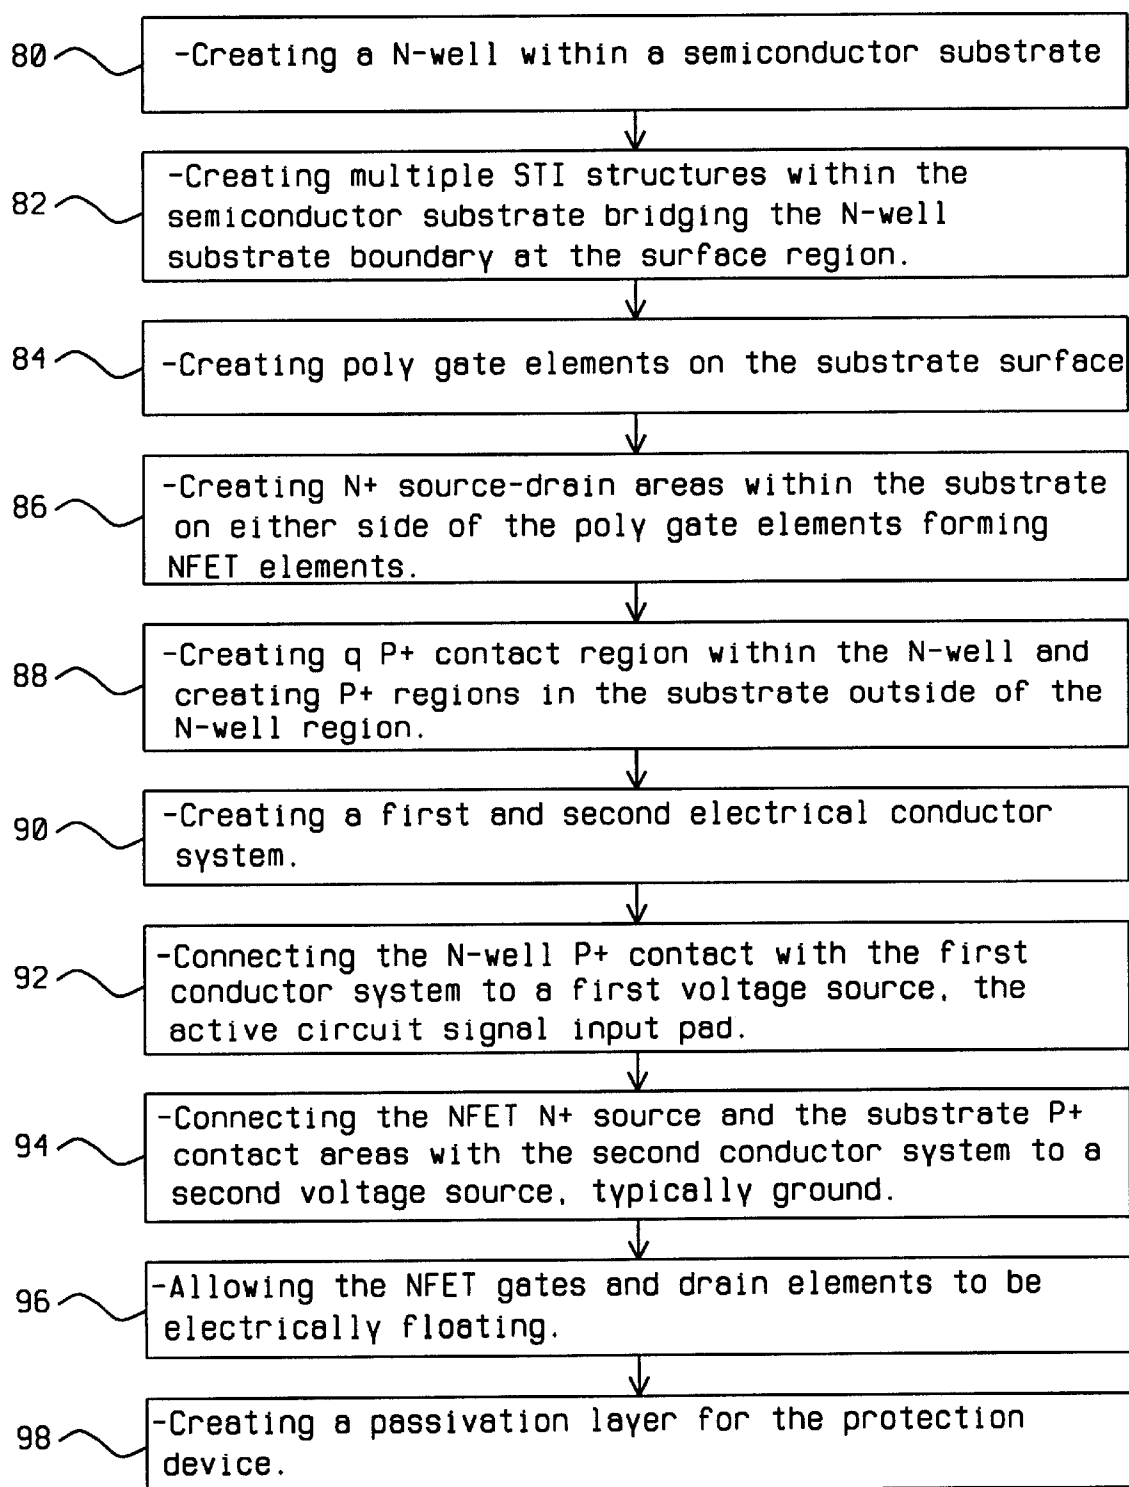 80
-Creating a N-well within a semiconductor substrate
82
-Creating multiple STI structures within the
semiconductor substrate bridging the N-well
substrate boundary at the surface region.
84
-Creating poly gate elements on the substrate surface
86
-Creating N+ source-drain areas within the substrate
on either side of the poly gate elements forming
NFET elements.
88
-Creating q P+ contact region within the N-well and
creating P+ regions in the substrate outside of the
N-well region.
90
-Creating a first and second electrical conductor
system.
92
-Connecting the N-well P+ contact with the first
conductor system to a first voltage source, the
active circuit signal input pad.
94
-Connecting the NFET N+ source and the substrate P+
contact areas with the second conductor system to a
second voltage source, typically ground.
96
-Allowing the NFET gates and drain elements to be
electrically floating.
98
-Creating a passivation layer for the protection
device.